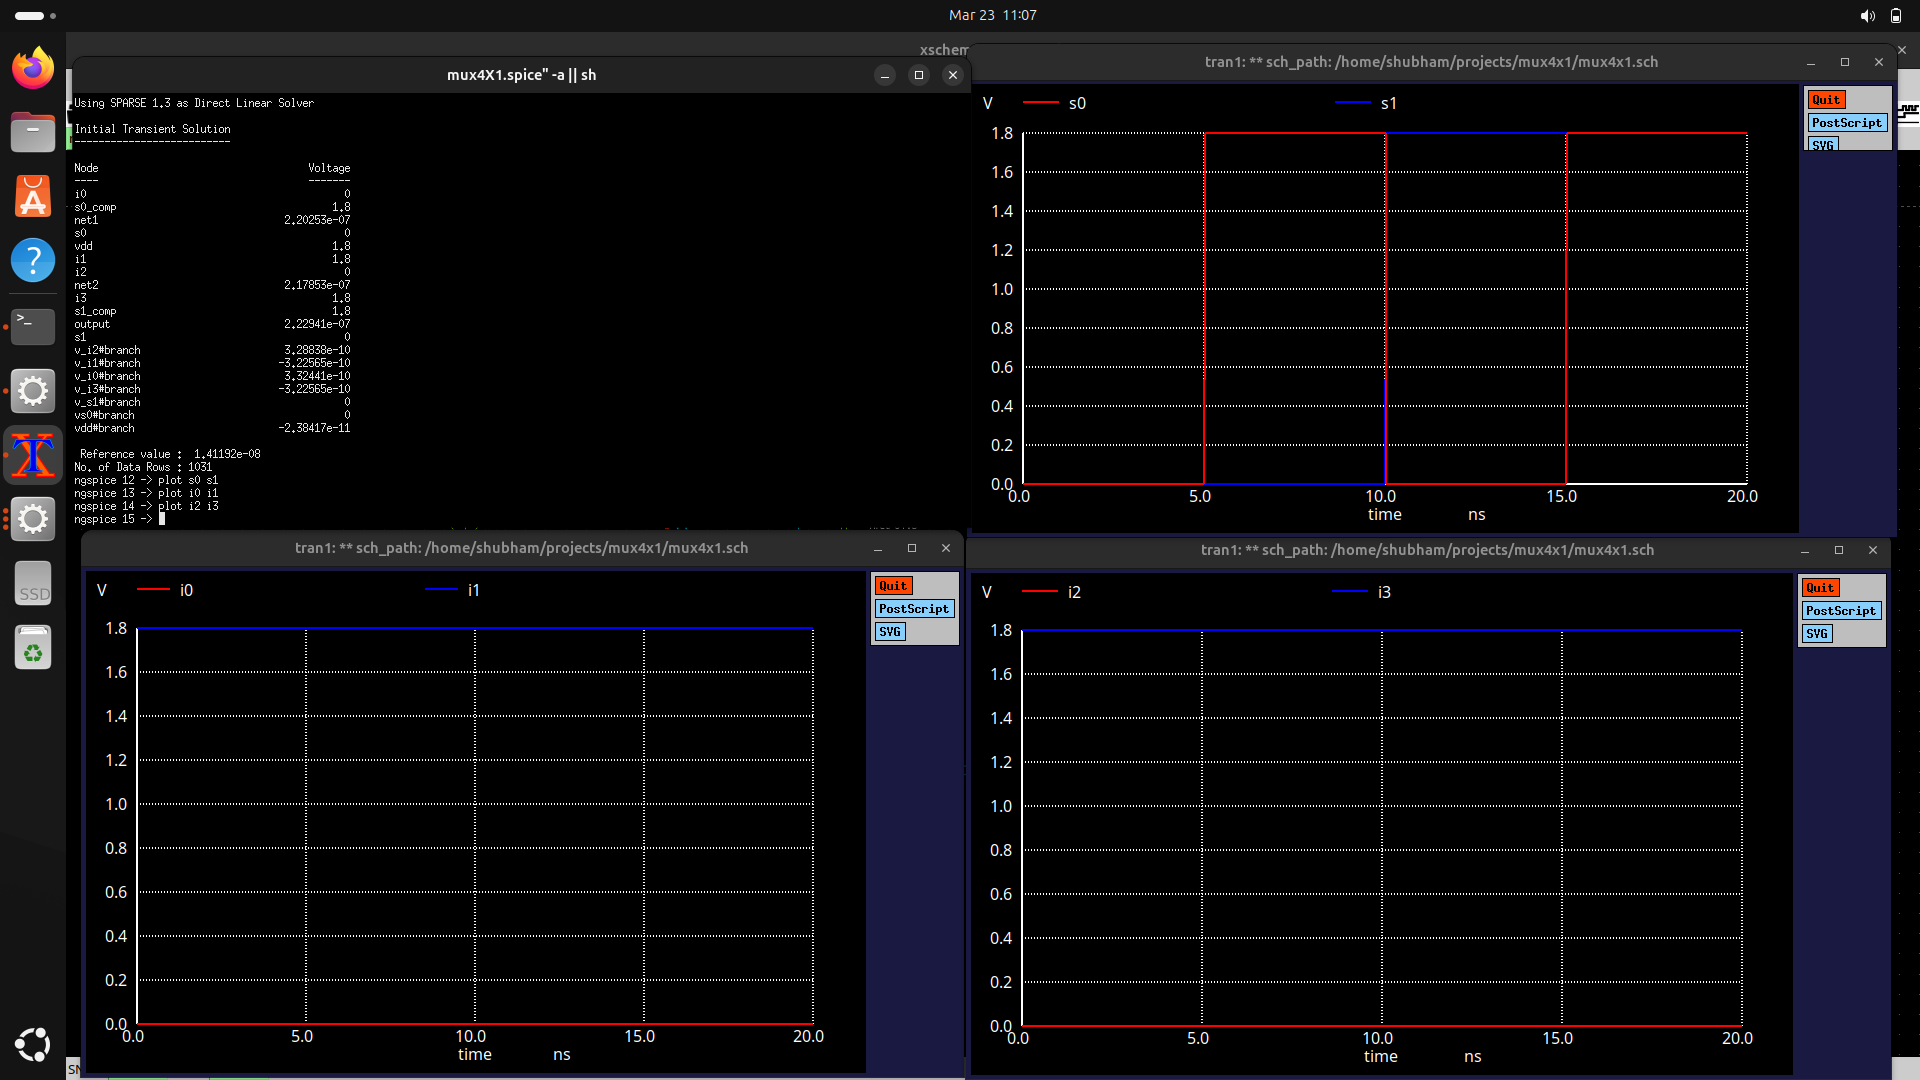 Mar 23 11:07
xschem
mux4X1.spice" -a || sh
Using SPARSE 1.3 as Direct Linear Solver
Initial Transient Solution
--------------------------
Node Voltage
---- -------
i0 0
s0_comp 1.8
net1 2.20253e-07
s0 0
vdd 1.8
i1 1.8
i2 0
net2 2.17853e-07
i3 1.8
s1_comp 1.8
output 2.22941e-07
s1 0
v_i2#branch 3.28838e-10
v_i1#branch -3.22565e-10
v_i0#branch 3.32441e-10
v_i3#branch -3.22565e-10
v_s1#branch 0
vs0#branch 0
vdd#branch -2.38417e-11
Reference value : 1.41192e-08
No. of Data Rows : 1031
ngspice 12 -> plot s0 s1
ngspice 13 -> plot i0 i1
ngspice 14 -> plot i2 i3
ngspice 15 ->
tran1: ** sch_path: /home/shubham/projects/mux4x1/mux4x1.sch
V s0 s1
Quit
PostScript
SVG
1.8
1.6
1.4
1.2
1.0
0.8
0.6
0.4
0.2
0.0
0.0 5.0 10.0 15.0 20.0
time ns
tran1: ** sch_path: /home/shubham/projects/mux4x1/mux4x1.sch
V i0 i1
Quit
PostScript
SVG
1.8
1.6
1.4
1.2
1.0
0.8
0.6
0.4
0.2
0.0
0.0 5.0 10.0 15.0 20.0
time ns
tran1: ** sch_path: /home/shubham/projects/mux4x1/mux4x1.sch
V i2 i3
Quit
PostScript
SVG
1.8
1.6
1.4
1.2
1.0
0.8
0.6
0.4
0.2
0.0
0.0 5.0 10.0 15.0 20.0
time ns
SSD